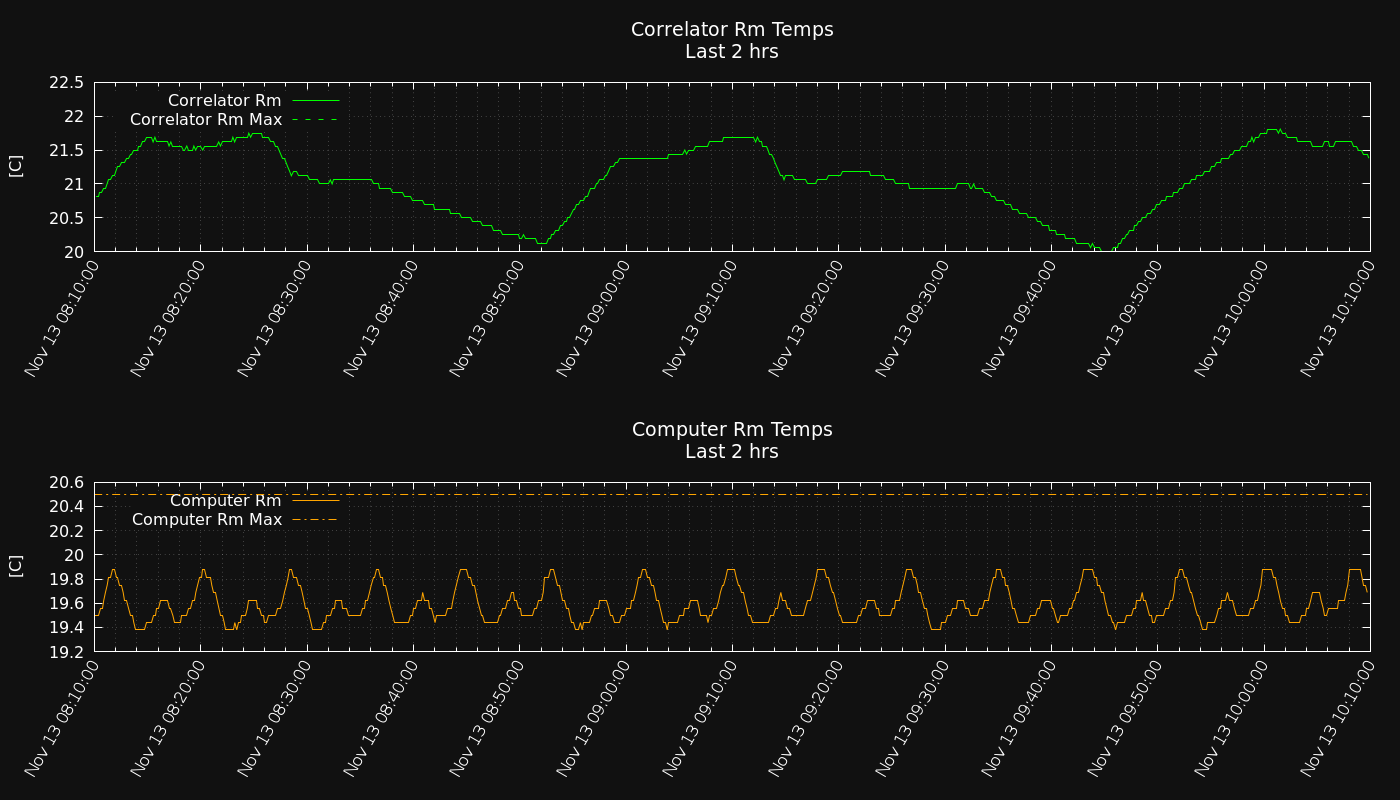 Correlator Rm Temps
Last 2 hrs
[C]
22.5
22
21.5
21
20.5
20
Correlator Rm
Correlator Rm Max
Nov 13 08:10:00
Nov 13 08:20:00
Nov 13 08:30:00
Nov 13 08:40:00
Nov 13 08:50:00
Nov 13 09:00:00
Nov 13 09:10:00
Nov 13 09:20:00
Nov 13 09:30:00
Nov 13 09:40:00
Nov 13 09:50:00
Nov 13 10:00:00
Nov 13 10:10:00
Computer Rm Temps
Last 2 hrs
[C]
20.6
20.4
20.2
20
19.8
19.6
19.4
19.2
Computer Rm
Computer Rm Max
Nov 13 08:10:00
Nov 13 08:20:00
Nov 13 08:30:00
Nov 13 08:40:00
Nov 13 08:50:00
Nov 13 09:00:00
Nov 13 09:10:00
Nov 13 09:20:00
Nov 13 09:30:00
Nov 13 09:40:00
Nov 13 09:50:00
Nov 13 10:00:00
Nov 13 10:10:00